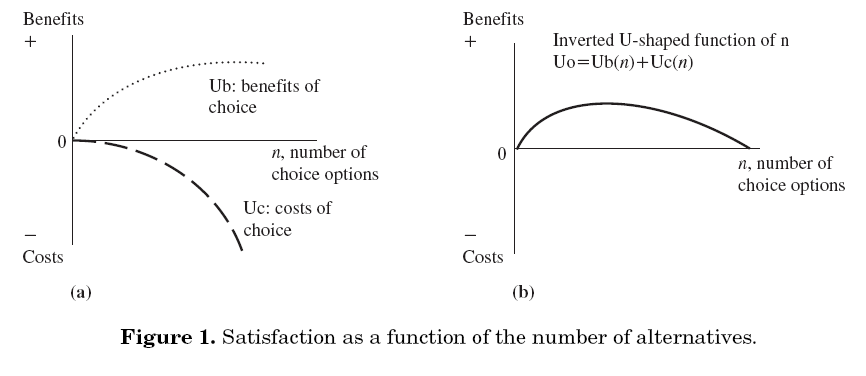 Benefits
+
Ub: benefits of
choice
0
n, number of
choice options
Uc: costs of
choice
–
Costs
(a)
Benefits
+
Inverted U-shaped function of n
Uo=Ub(n)+Uc(n)
0
n, number of
choice options
–
Costs
(b)
Figure 1. Satisfaction as a function of the number of alternatives.